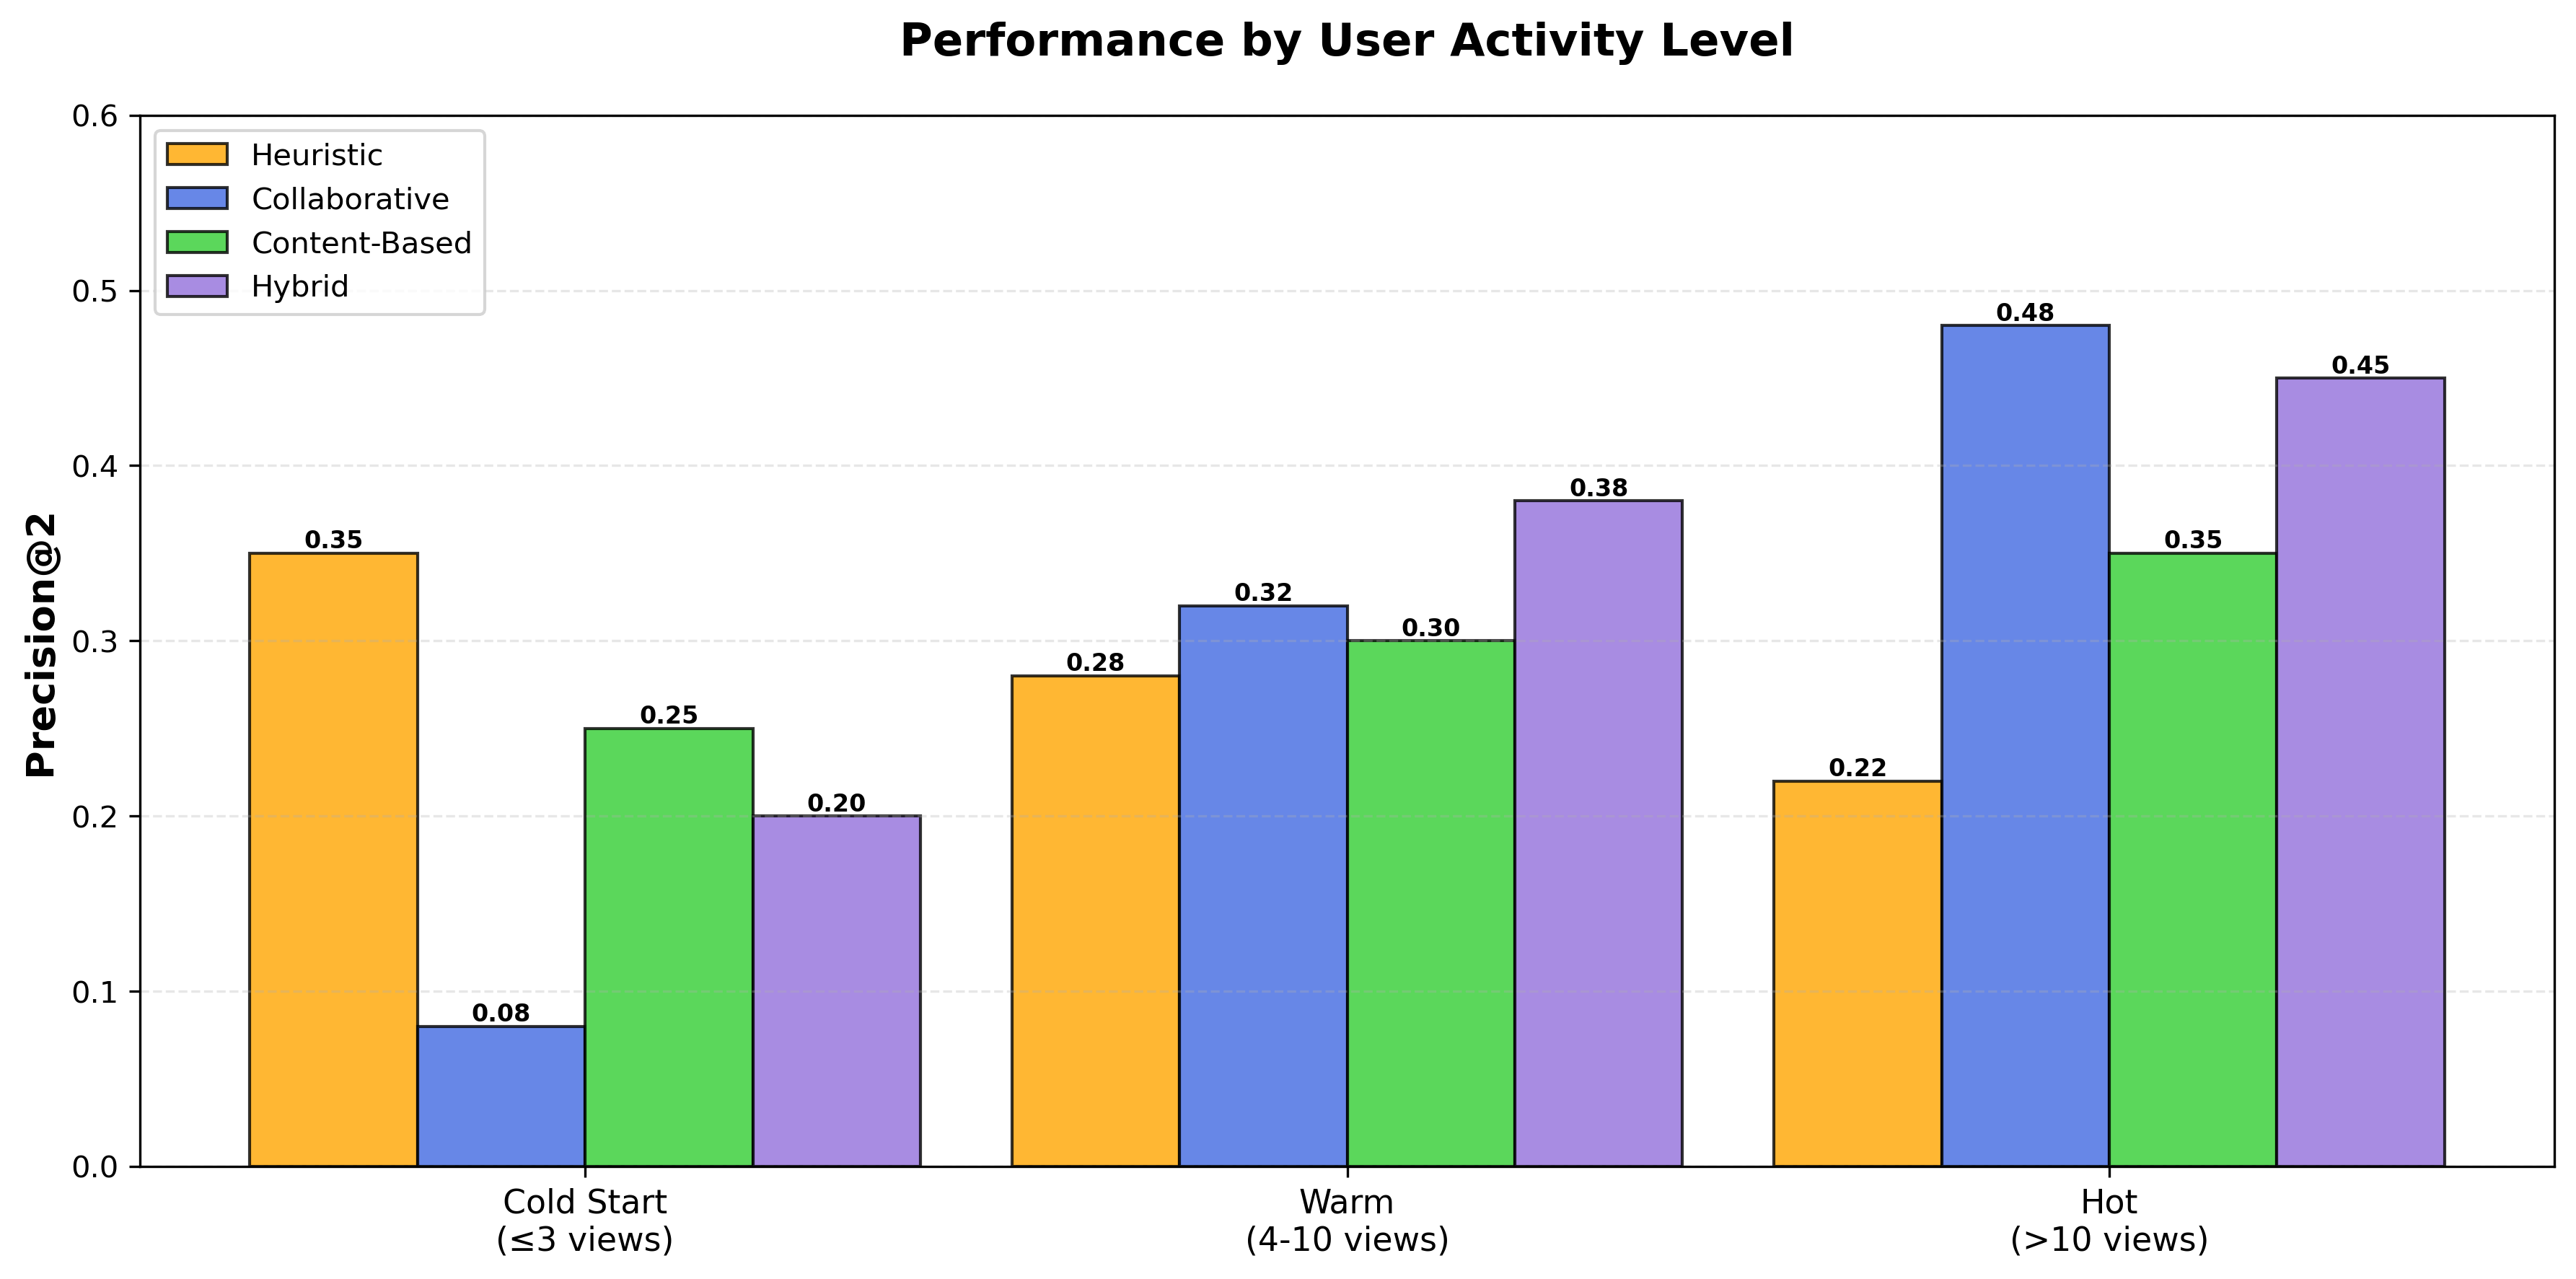 Performance by User Activity Level
Precision@2
0.6
0.5
0.4
0.3
0.2
0.1
0.0
Heuristic
Collaborative
Content-Based
Hybrid
0.35
0.08
0.25
0.20
0.28
0.32
0.30
0.38
0.22
0.48
0.35
0.45
Cold Start
(≤3 views)
Warm
(4-10 views)
Hot
(>10 views)